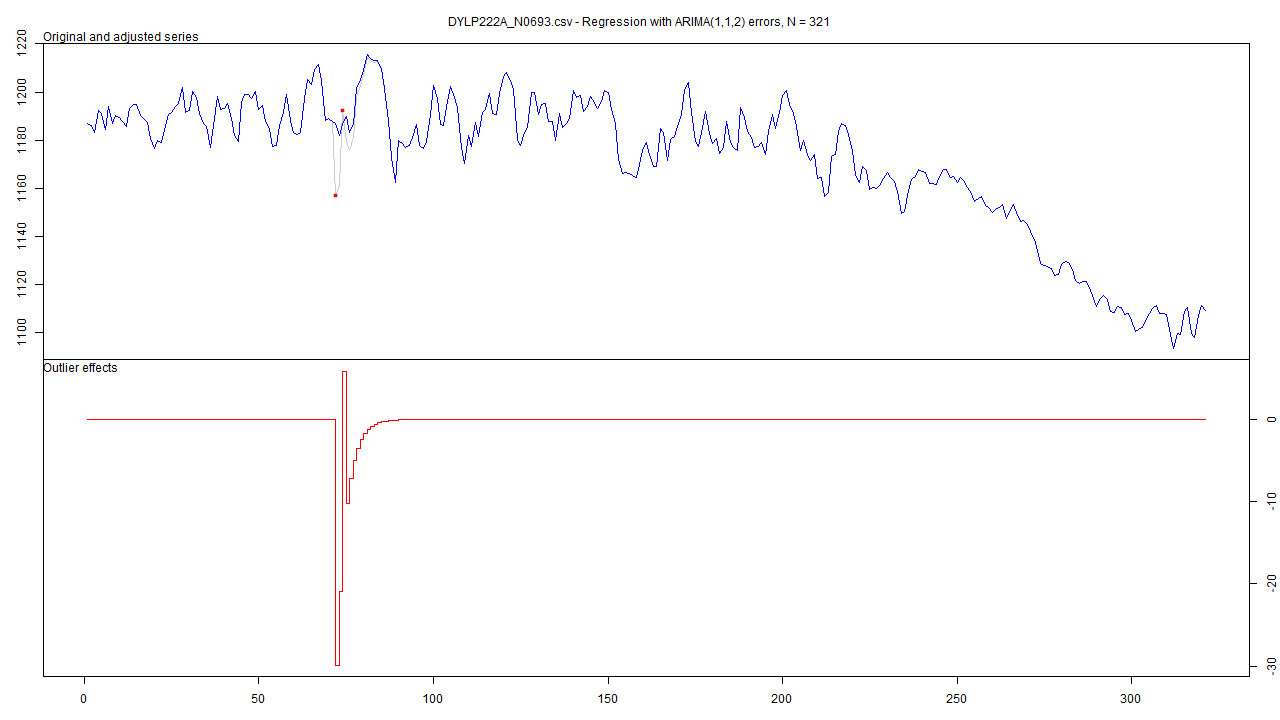 DYLP222A_N0693.csv - Regression with ARIMA(1,1,2) errors, N = 321
Original and adjusted series
1220
1200
1180
1160
1140
1120
1100
Outlier effects
0
-10
-20
-30
0 50 100 150 200 250 300